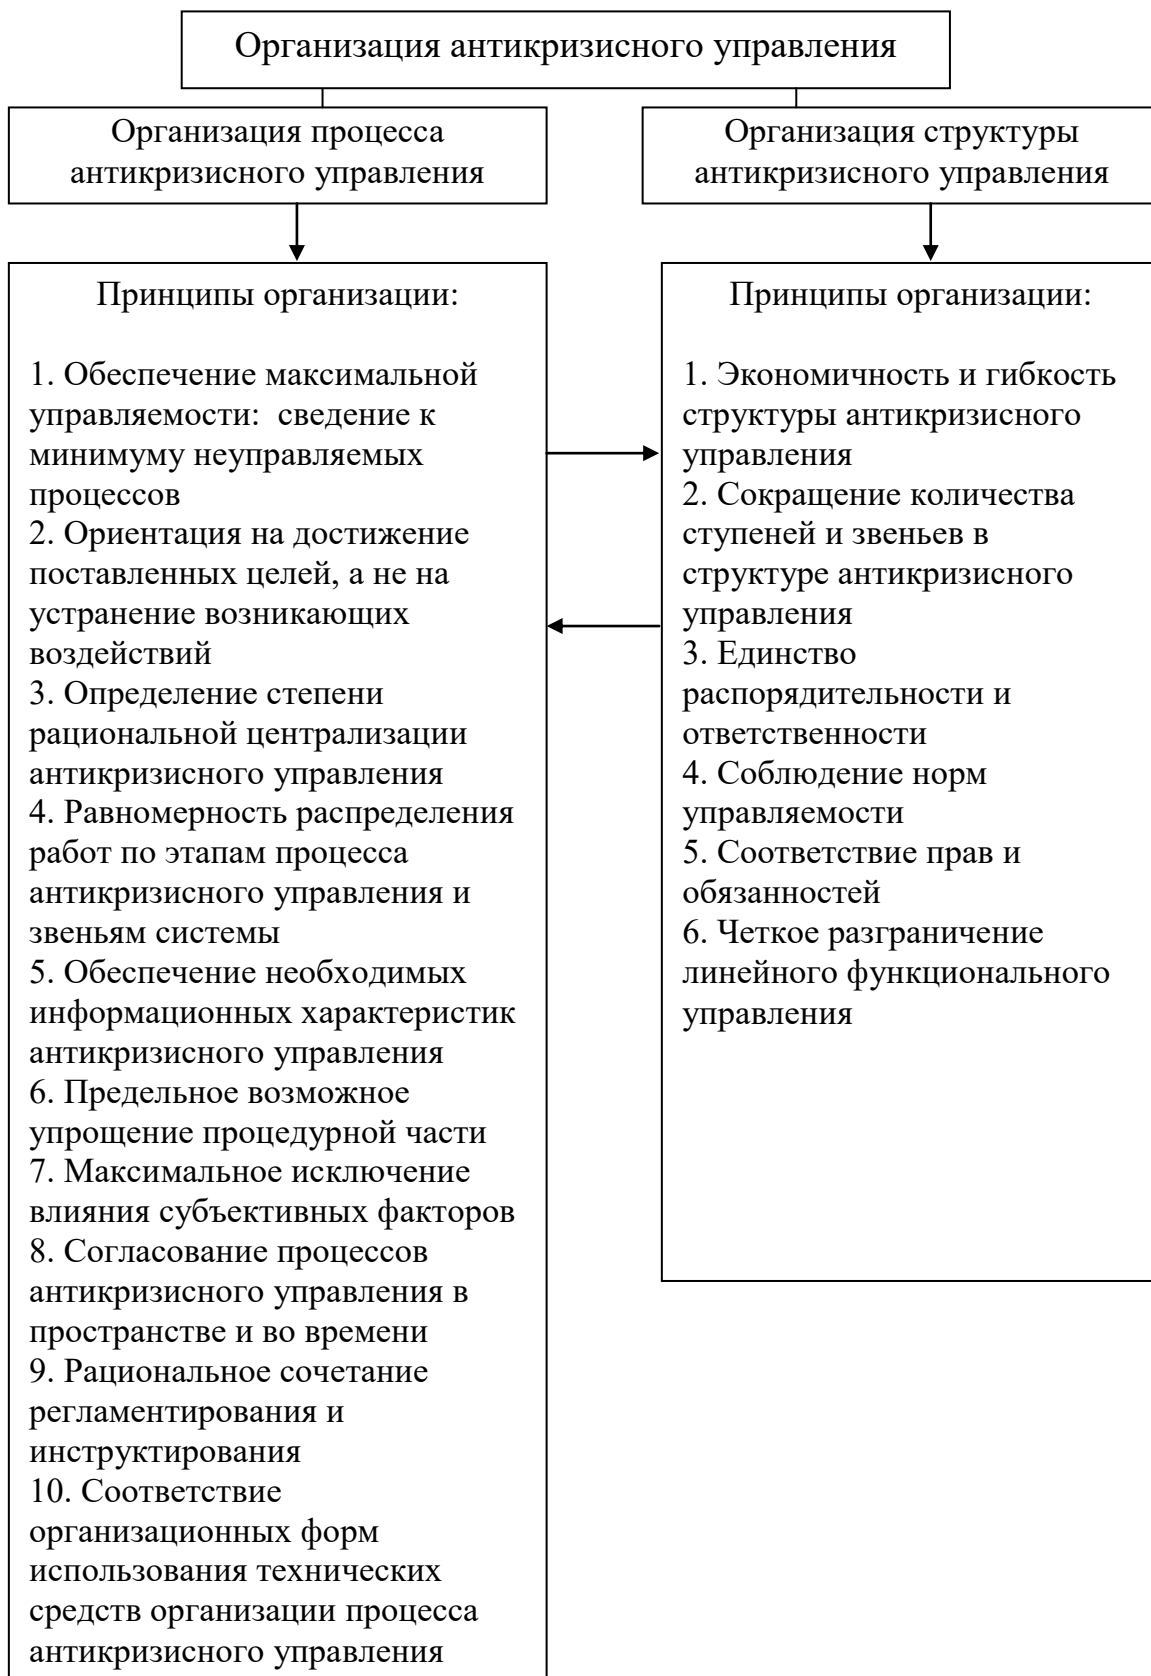 Организация антикризисного управления
Организация процесса
антикризисного управления
Организация структуры
антикризисного управления
Принципы организации:
1. Обеспечение максимальной
управляемости:  сведение к
минимуму неуправляемых
процессов
2. Ориентация на достижение
поставленных целей, а не на
устранение возникающих
воздействий
3. Определение степени
рациональной централизации
антикризисного управления
4. Равномерность распределения
работ по этапам процесса
антикризисного управления и
звеньям системы
5. Обеспечение необходимых
информационных характеристик
антикризисного управления
6. Предельное возможное
упрощение процедурной части
7. Максимальное исключение
влияния субъективных факторов
8. Согласование процессов
антикризисного управления в
пространстве и во времени
9. Рациональное сочетание
регламентирования и
инструктирования
10. Соответствие
организационных форм
использования технических
средств организации процесса
антикризисного управления
Принципы организации:
1. Экономичность и гибкость
структуры антикризисного
управления
2. Сокращение количества
ступеней и звеньев в
структуре антикризисного
управления
3. Единство
распорядительности и
ответственности
4. Соблюдение норм
управляемости
5. Соответствие прав и
обязанностей
6. Четкое разграничение
линейного функционального
управления